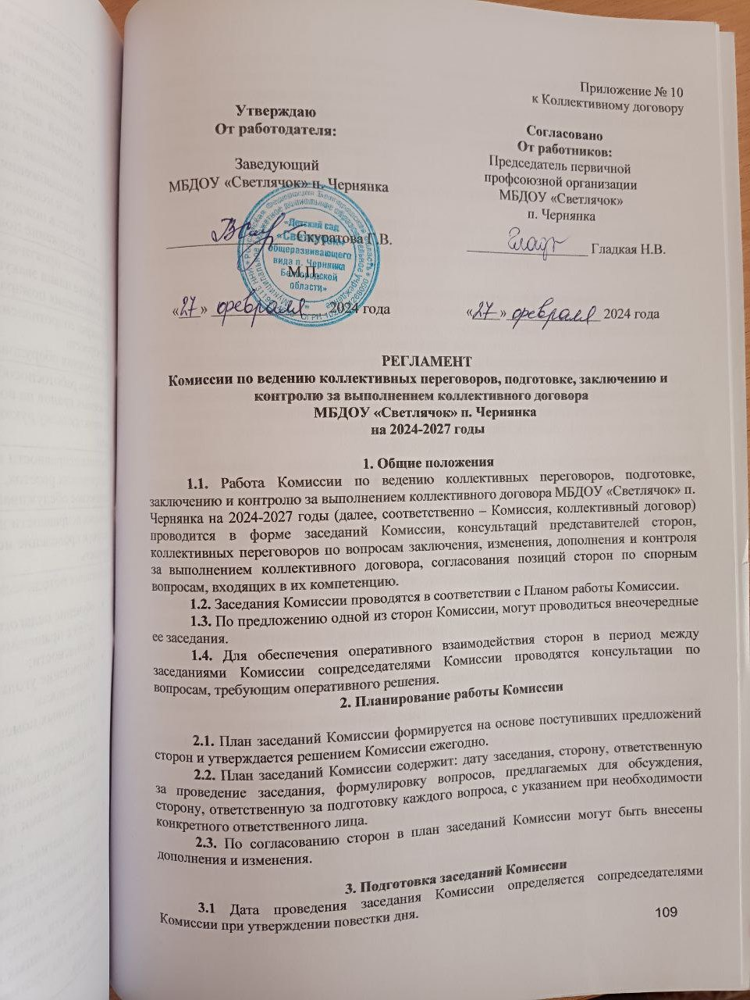 Приложение № 10
к Коллективному договору
Утверждаю
От работодателя:
Заведующий
МБДОУ «Светлячок» п. Чернянка
Скуратова Г.В.
М.П.
«27» февраля 2024 года
«Детский сад
«Светлячок»
общеразвивающего
вида п. Чернянка
Белгородской
области»
Согласовано
От работников:
Председатель первичной
профсоюзной организации
МБДОУ «Светлячок»
п. Чернянка
Гладкая Н.В.
«27» февраля 2024 года
РЕГЛАМЕНТ
Комиссии по ведению коллективных переговоров, подготовке, заключению и
контролю за выполнением коллективного договора
МБДОУ «Светлячок» п. Чернянка
на 2024-2027 годы
1. Общие положения
1.1. Работа Комиссии по ведению коллективных переговоров, подготовке,
заключению и контролю за выполнением коллективного договора МБДОУ «Светлячок» п.
Чернянка на 2024-2027 годы (далее, соответственно – Комиссия, коллективный договор)
проводится в форме заседаний Комиссии, консультаций представителей сторон,
коллективных переговоров по вопросам заключения, изменения, дополнения и контроля
за выполнением коллективного договора, согласования позиций сторон по спорным
вопросам, входящих в их компетенцию.
1.2. Заседания Комиссии проводятся в соответствии с Планом работы Комиссии.
1.3. По предложению одной из сторон Комиссии, могут проводиться внеочередные
ее заседания.
1.4. Для обеспечения оперативного взаимодействия сторон в период между
заседаниями Комиссии сопредседателями Комиссии проводятся консультации по
вопросам, требующим оперативного решения.
2. Планирование работы Комиссии
2.1. План заседаний Комиссии формируется на основе поступивших предложений
сторон и утверждается решением Комиссии ежегодно.
2.2. План заседаний Комиссии содержит: дату заседания, сторону, ответственную
за проведение заседания, формулировку вопросов, предлагаемых для обсуждения,
сторону, ответственную за подготовку каждого вопроса, с указанием при необходимости
конкретного ответственного лица.
2.3. По согласованию сторон в план заседаний Комиссии могут быть внесены
дополнения и изменения.
3. Подготовка заседаний Комиссии
3.1 Дата проведения заседания Комиссии определяется сопредседателями
Комиссии при утверждении повестки дня.
109